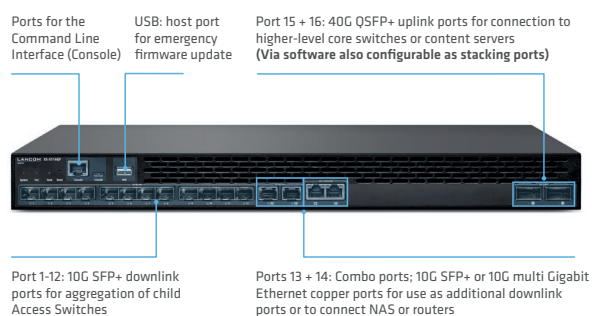 Ports for the
Command Line
Interface (Console)
USB: host port
for emergency
firmware update
Port 15 + 16: 40G QSFP+ uplink ports for connection to
higher-level core switches or content servers
(Via software also configurable as stacking ports)
LANCOM
Port 1-12: 10G SFP+ downlink
ports for aggregation of child
Access Switches
Ports 13 + 14: Combo ports; 10G SFP+ or 10G multi Gigabit
Ethernet copper ports for use as additional downlink
ports or to connect NAS or routers